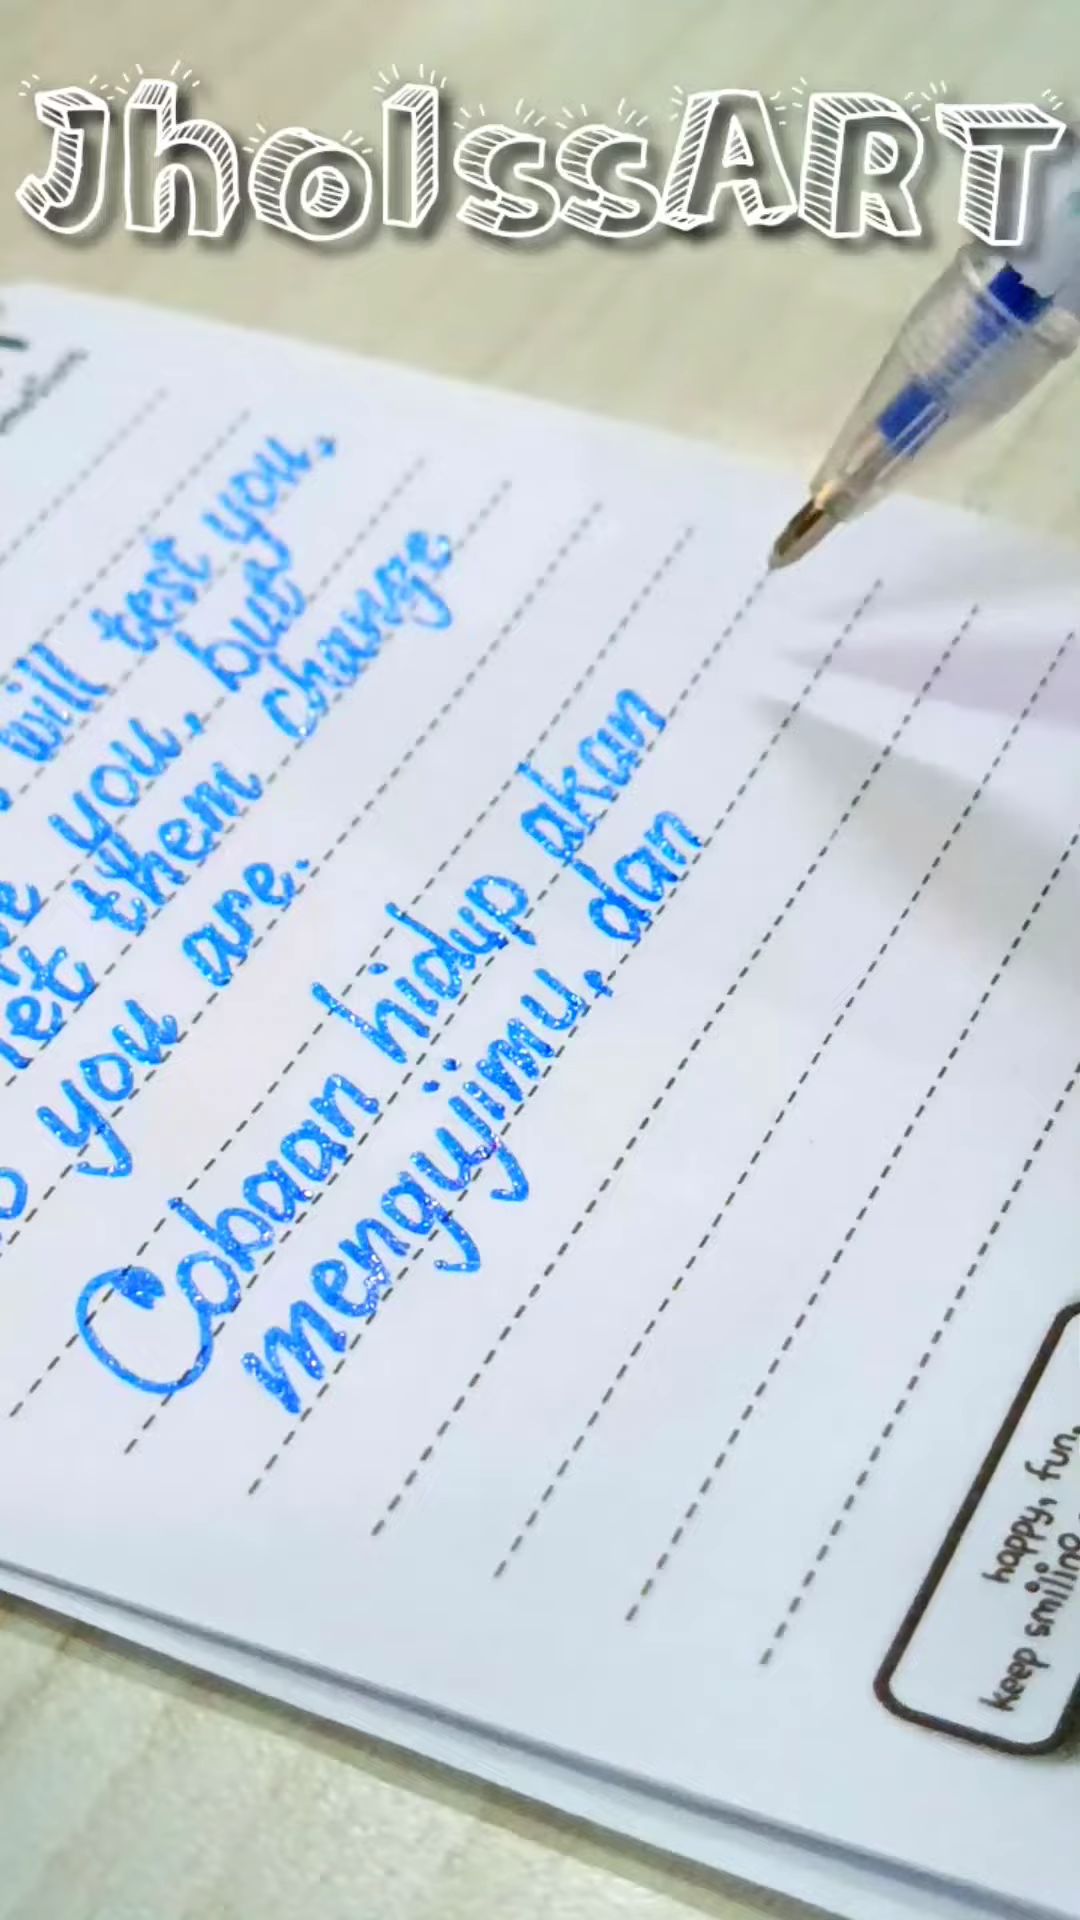 JholssART
will test you,
you, but
let them change
you are.
Cobaan hidup akan
mengujimu, dan
happy, fun,
keep smiling